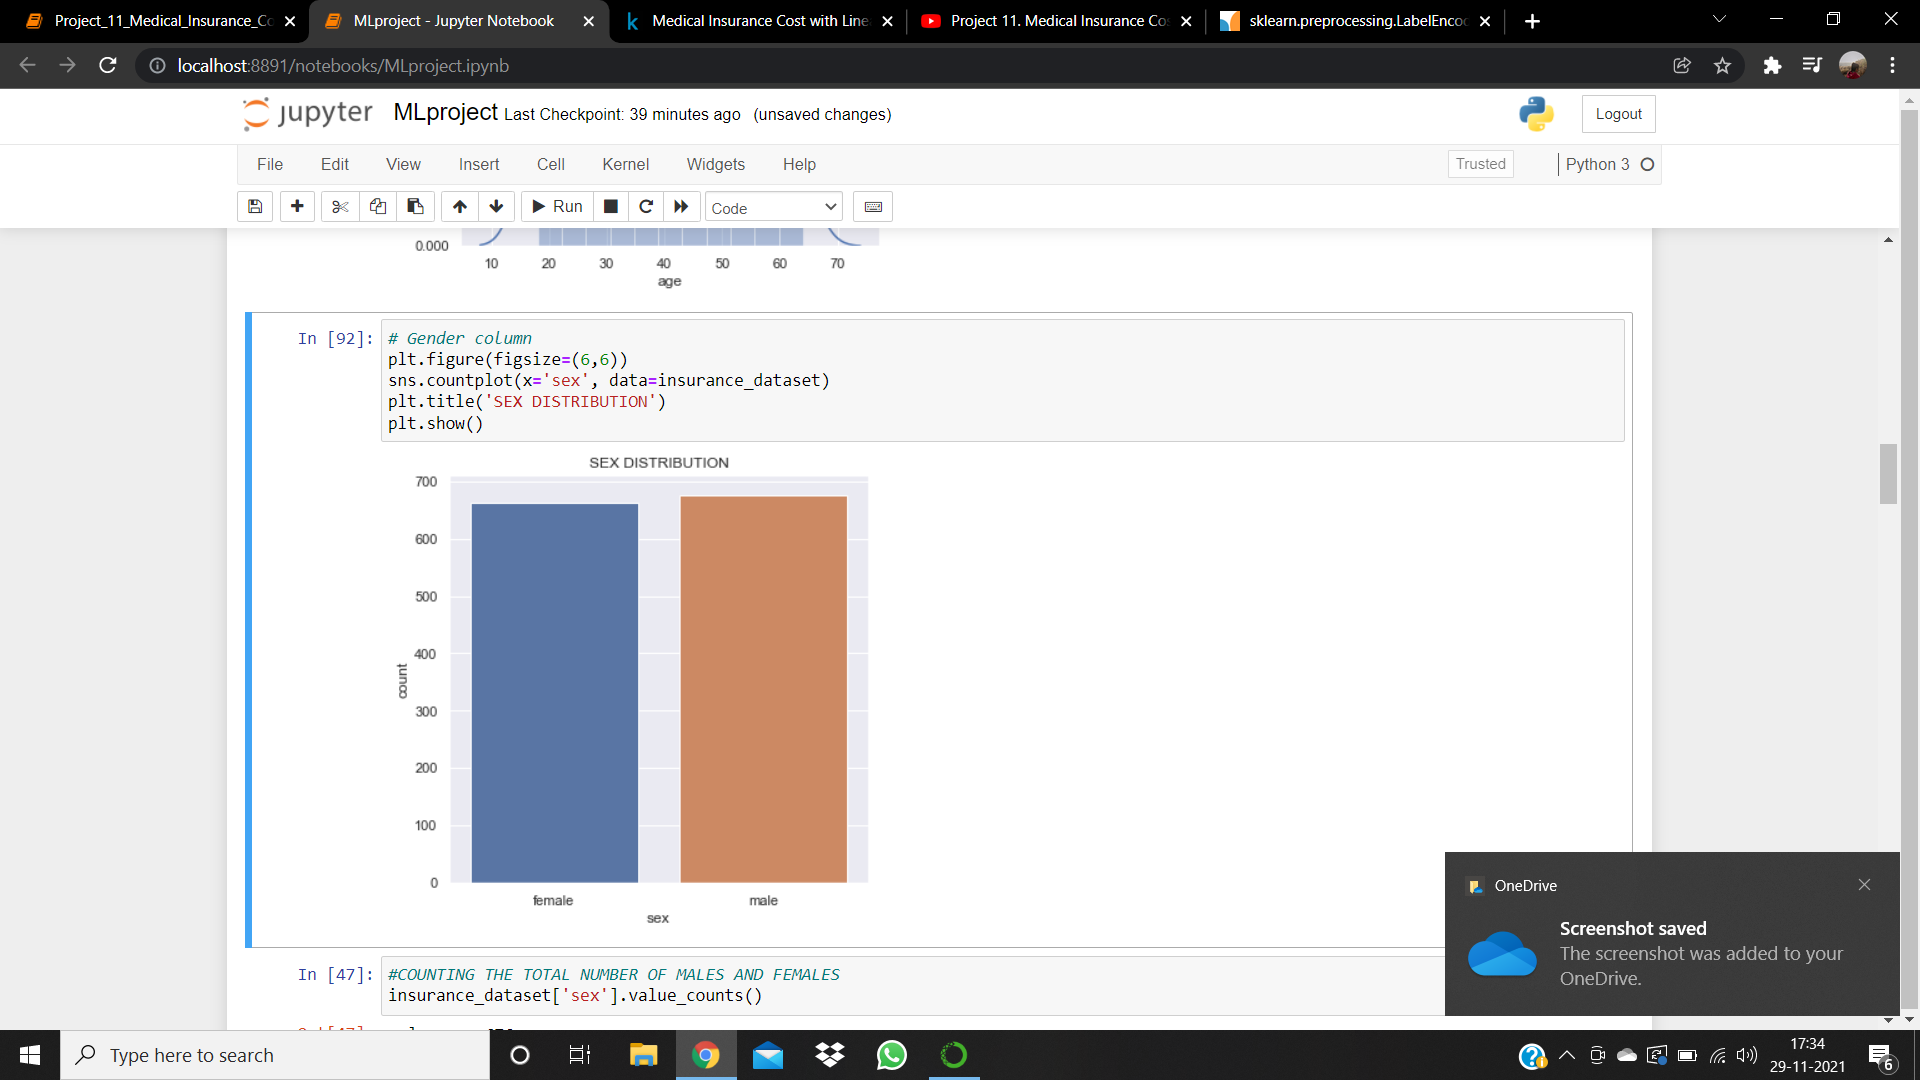 Project_11_Medical_Insurance_Co
MLproject - Jupyter Notebook
Medical Insurance Cost with Line
Project 11. Medical Insurance Cos
sklearn.preprocessing.LabelEncod
localhost:8891/notebooks/MLproject.ipynb
jupyter MLproject Last Checkpoint: 39 minutes ago (unsaved changes)
Logout
File Edit View Insert Cell Kernel Widgets Help
Trusted Python 3
Run Code
0.000
10 20 30 40 50 60 70
age
In [92]: # Gender column
plt.figure(figsize=(6,6))
sns.countplot(x='sex', data=insurance_dataset)
plt.title('SEX DISTRIBUTION')
plt.show()
SEX DISTRIBUTION
700
600
500
400
300
200
100
0
count
female male
sex
In [47]: #COUNTING THE TOTAL NUMBER OF MALES AND FEMALES
insurance_dataset['sex'].value_counts()
OneDrive
Screenshot saved
The screenshot was added to your
OneDrive.
Type here to search
17:34
29-11-2021
6